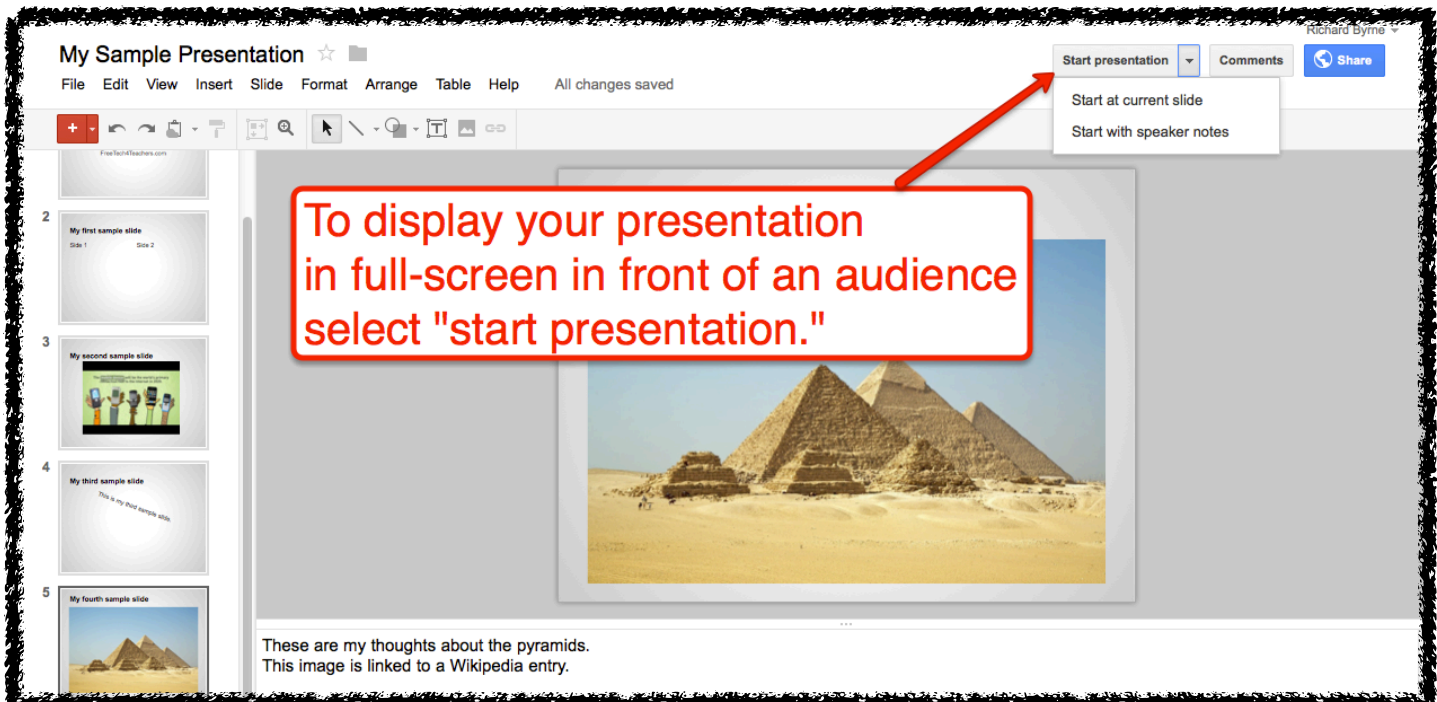 Richard Byrne
My Sample Presentation
Start presentation
Comments
Share
File Edit View Insert Slide Format Arrange Table Help All changes saved
Start at current slide
Start with speaker notes
FreeTech4Teachers.com
To display your presentation
in full-screen in front of an audience
select "start presentation."
2
My first sample slide
Side 1 Side 2
3
My second sample slide
4
My third sample slide
This is my third sample slide.
5
My fourth sample slide
These are my thoughts about the pyramids.
This image is linked to a Wikipedia entry.